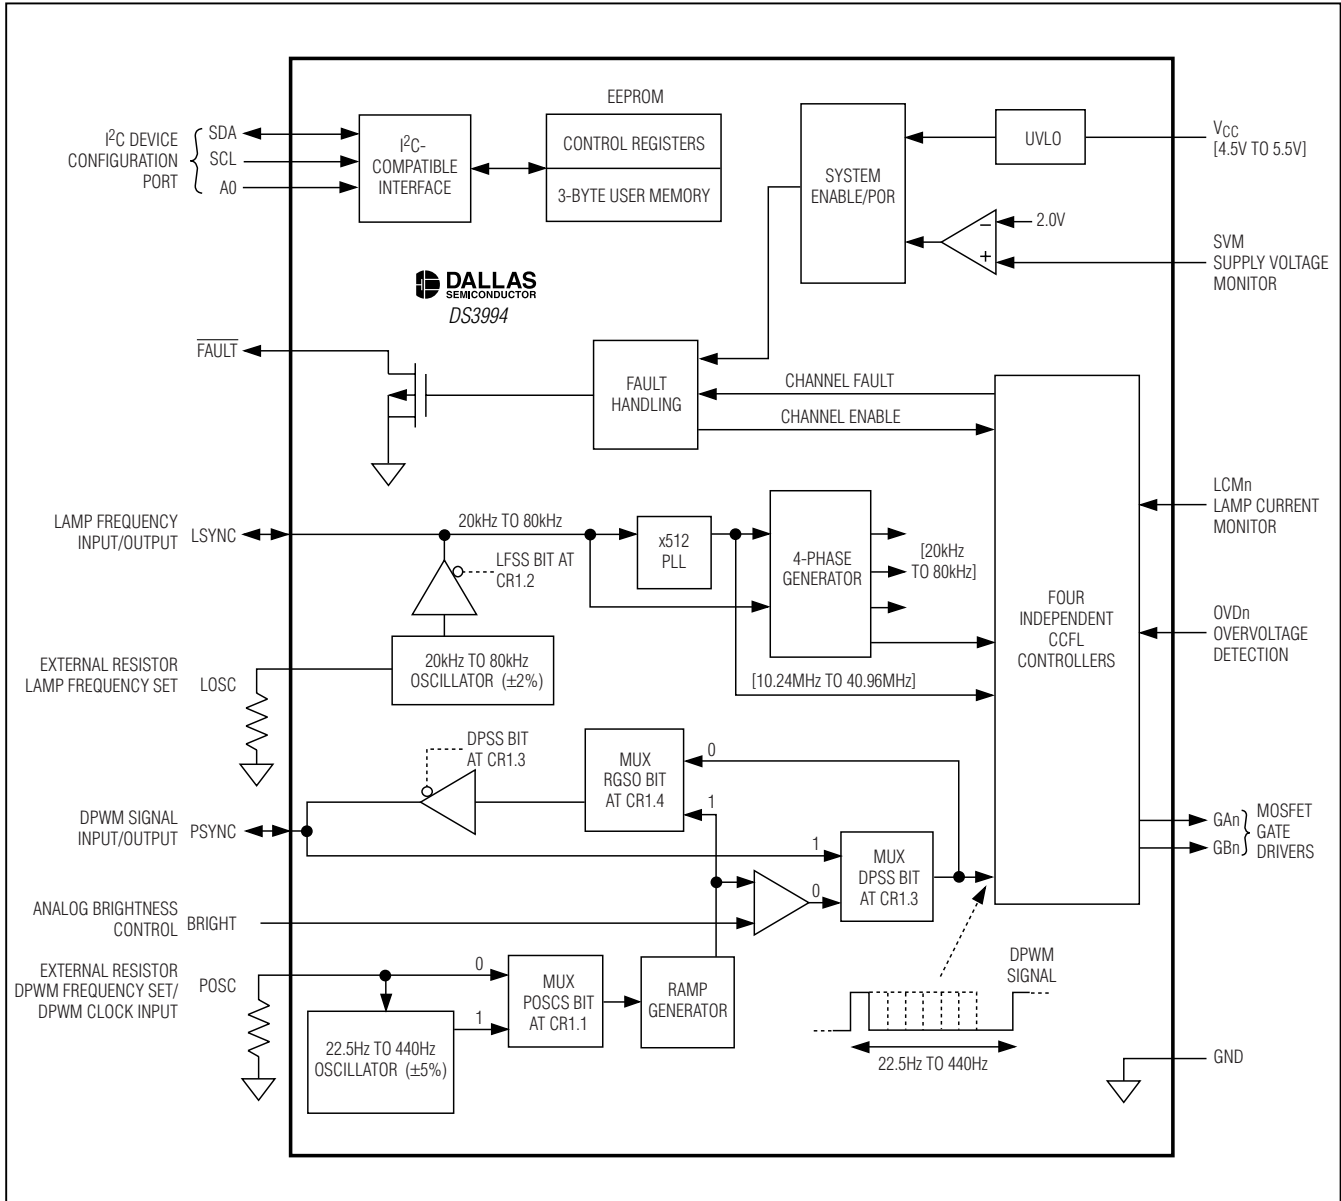 EEPROM
I²C DEVICE
CONFIGURATION
PORT
SDA
SCL
A0
I²C-
COMPATIBLE
INTERFACE
CONTROL REGISTERS
3-BYTE USER MEMORY
SYSTEM
ENABLE/POR
UVLO
VCC
[4.5V TO 5.5V]
2.0V
−
+
SVM
SUPPLY VOLTAGE
MONITOR
DALLAS
SEMICONDUCTOR
DS3994
FAULT
FAULT
HANDLING
CHANNEL FAULT
CHANNEL ENABLE
LAMP FREQUENCY
INPUT/OUTPUT
LSYNC
20kHz TO 80kHz
LFSS BIT AT
CR1.2
x512
PLL
4-PHASE
GENERATOR
[20kHz
TO 80kHz]
FOUR
INDEPENDENT
CCFL
CONTROLLERS
LCMn
LAMP CURRENT
MONITOR
OVDn
OVERVOLTAGE
DETECTION
EXTERNAL RESISTOR
LAMP FREQUENCY SET
LOSC
20kHz TO 80kHz
OSCILLATOR (±2%)
[10.24MHz TO 40.96MHz]
DPSS BIT
AT CR1.3
MUX
RGSO BIT
AT CR1.4
0
1
DPWM SIGNAL
INPUT/OUTPUT
PSYNC
1
0
MUX
DPSS BIT
AT CR1.3
GAn
GBn
MOSFET
GATE
DRIVERS
ANALOG BRIGHTNESS
CONTROL
BRIGHT
EXTERNAL RESISTOR
DPWM FREQUENCY SET/
DPWM CLOCK INPUT
POSC
0
1
MUX
POSCS BIT
AT CR1.1
RAMP
GENERATOR
22.5Hz TO 440Hz
OSCILLATOR (±5%)
DPWM
SIGNAL
22.5Hz TO 440Hz
GND